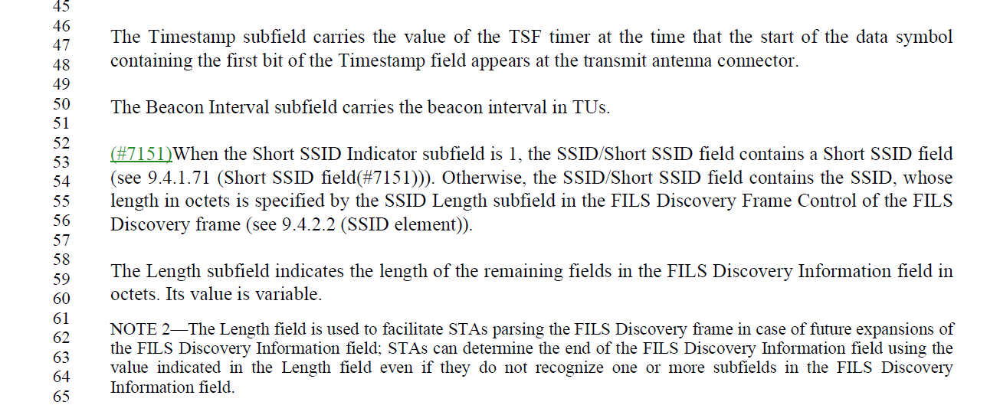 45
46
The Timestamp subfield carries the value of the TSF timer at the time that the start of the data symbol
47
containing the first bit of the Timestamp field appears at the transmit antenna connector.
48
49
50
The Beacon Interval subfield carries the beacon interval in TUs.
51
52
(#7151)When the Short SSID Indicator subfield is 1, the SSID/Short SSID field contains a Short SSID field
53
(see 9.4.1.71 (Short SSID field(#7151))). Otherwise, the SSID/Short SSID field contains the SSID, whose
54
55
length in octets is specified by the SSID Length subfield in the FILS Discovery Frame Control of the FILS
56
Discovery frame (see 9.4.2.2 (SSID element)).
57
58
The Length subfield indicates the length of the remaining fields in the FILS Discovery Information field in
59
60
octets. Its value is variable.
61
NOTE 2—The Length field is used to facilitate STAs parsing the FILS Discovery frame in case of future expansions of
62
the FILS Discovery Information field; STAs can determine the end of the FILS Discovery Information field using the
63
value indicated in the Length field even if they do not recognize one or more subfields in the FILS Discovery
64
Information field.
65